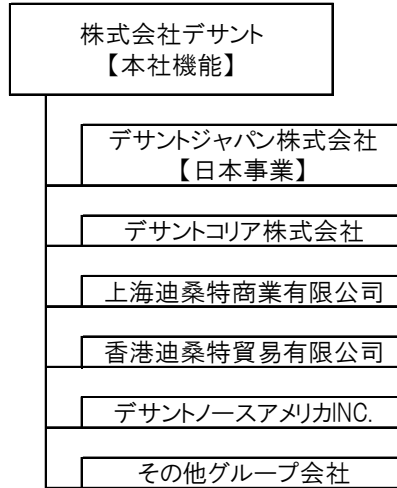 株式会社デサント
【本社機能】
デサントジャパン株式会社
【日本事業】
デサントコリア株式会社
上海迪桑特商業有限公司
香港迪桑特貿易有限公司
デサントノースアメリカINC.
その他グループ会社